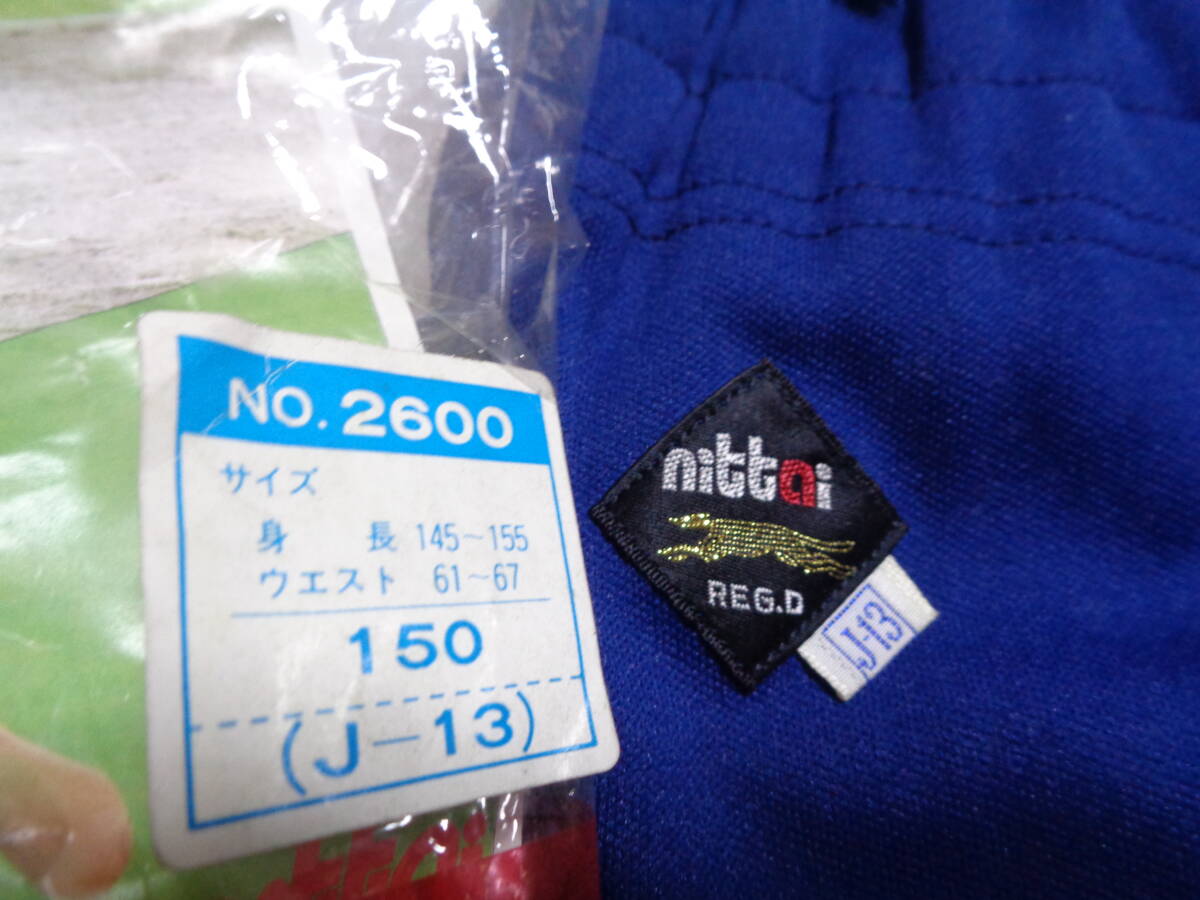 NO. 2600
サイズ
身 長 145~155
ウエスト 61~67
150
(J-13)
nittai
REG.D
J-13